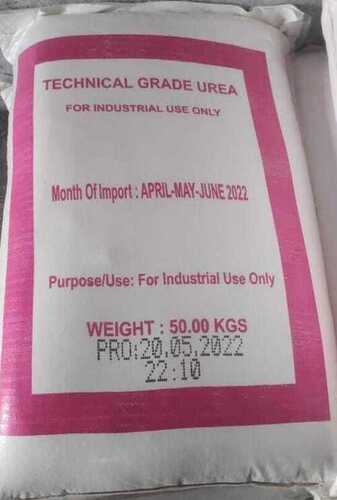 TECHNICAL GRADE UREA
FOR INDUSTRIAL USE ONLY
Month Of Import : APRIL-MAY-JUNE 2022
Purpose/Use: For Industrial Use Only
WEIGHT : 50.00 KGS
PRO:20.05.2022
22:10